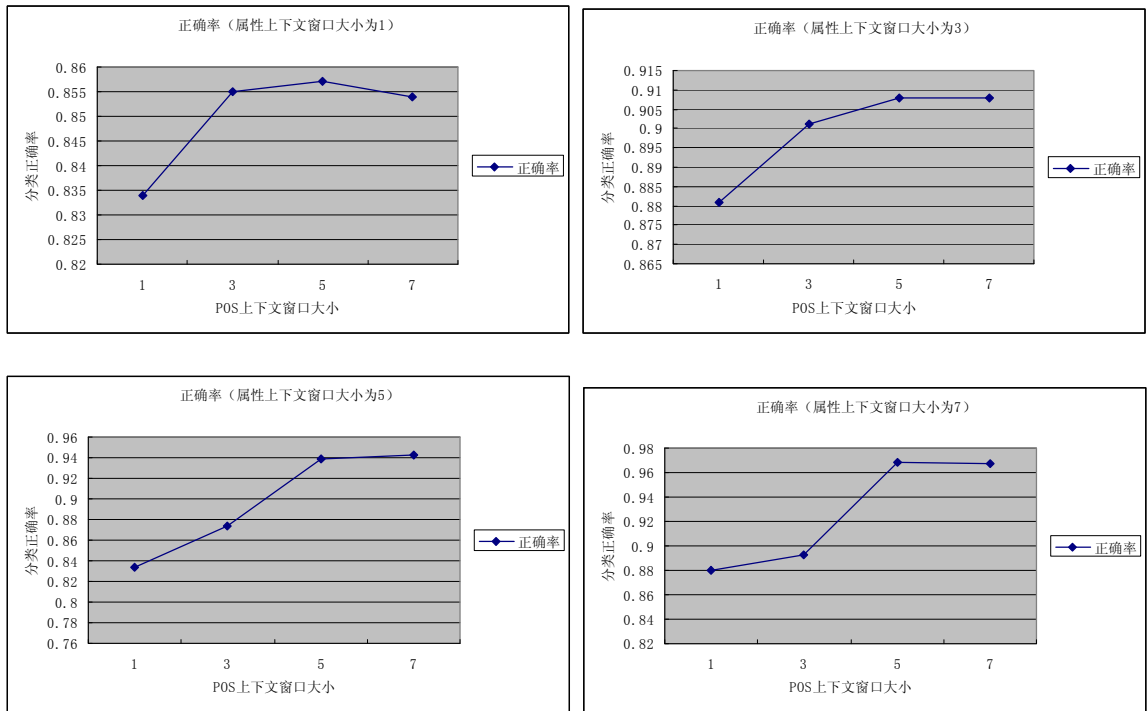 正确率（属性上下文窗口大小为1）
0.86
0.855
0.85
0.845
0.84
0.835
0.83
0.825
0.82
分类正确率
1 3 5 7
POS上下文窗口大小
正确率
正确率（属性上下文窗口大小为3）
0.915
0.91
0.905
0.9
0.895
0.89
0.885
0.88
0.875
0.87
0.865
分类正确率
1 3 5 7
POS上下文窗口大小
正确率
正确率（属性上下文窗口大小为5）
0.96
0.94
0.92
0.9
0.88
0.86
0.84
0.82
0.8
0.78
0.76
分类正确率
1 3 5 7
POS上下文窗口大小
正确率
正确率（属性上下文窗口大小为7）
0.98
0.96
0.94
0.92
0.9
0.88
0.86
0.84
0.82
分类正确率
1 3 5 7
POS上下文窗口大小
正确率